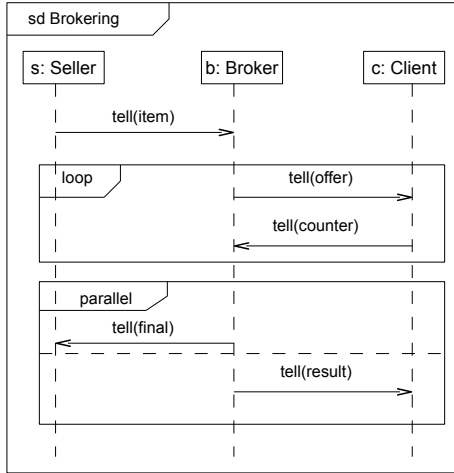 sd Brokering
s: Seller
b: Broker
c: Client
tell(item)
loop
tell(offer)
tell(counter)
parallel
tell(final)
tell(result)